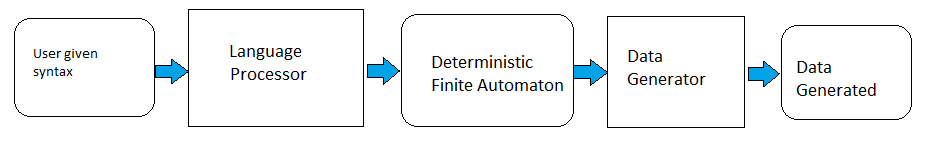 User given
syntax
Language
Processor
Deterministic
Finite Automaton
Data
Generator
Data
Generated